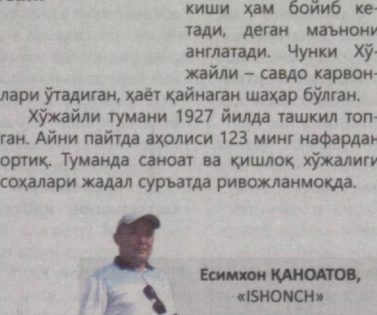 киши ҳам бойиб ке-
тади, деган маънони
англатади. Чунки Хў-
жайли – савдо карвон-
лари ўтадиган, ҳаёт қайнаган шаҳар бўлган.
Хўжайли тумани 1927 йилда ташкил топ-
ган. Айни пайтда аҳолиси 123 минг нафардан
ортиқ. Туманда саноат ва қишлоқ хўжалиги
соҳалари жадал суръатда ривожланмоқда.
Есимхон ҚАНОАТОВ,
«ISHONCH»